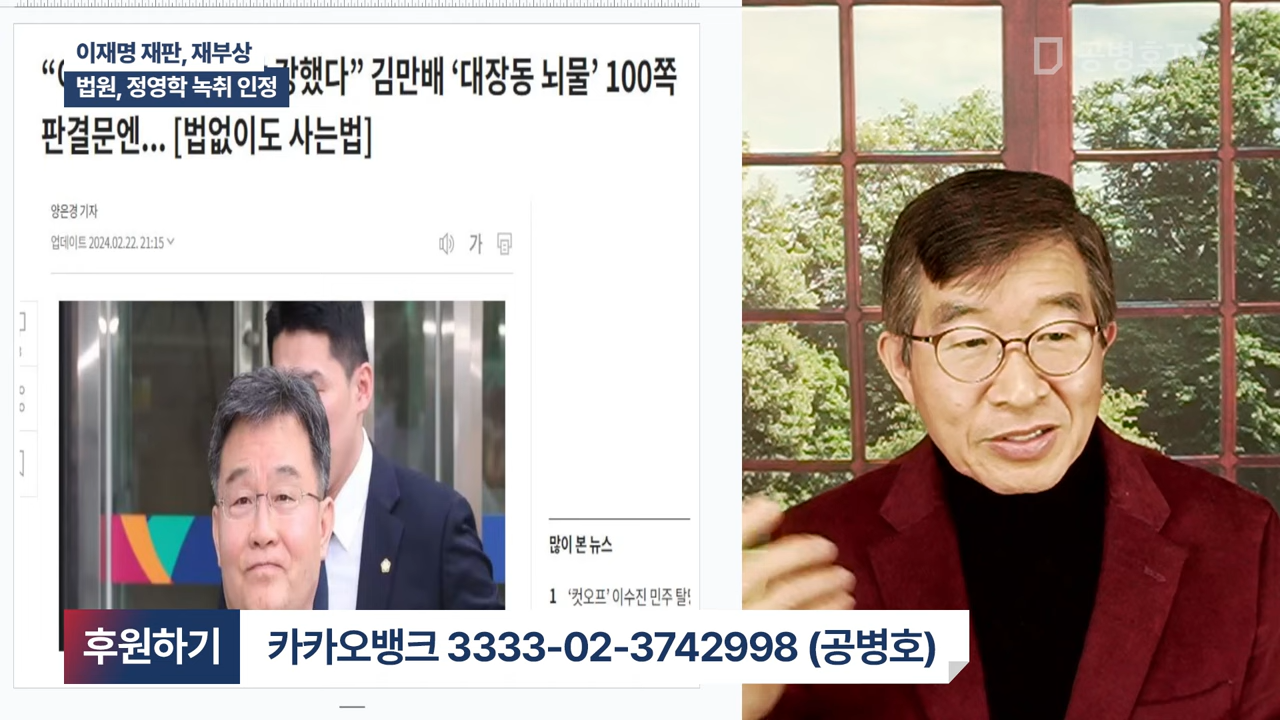 이재명 재판, 재부상
법원, 정영학 녹취 인정
했다” 김만배 ‘대장동 뇌물’ 100쪽
판결문엔... [법없이도 사는법]
양은경 기자
업데이트 2024.02.22. 21:15
가
많이 본 뉴스
1 ‘컷오프’ 이수진 민주
후원하기
카카오뱅크 3333-02-3742998 (공병호)
공병호TV